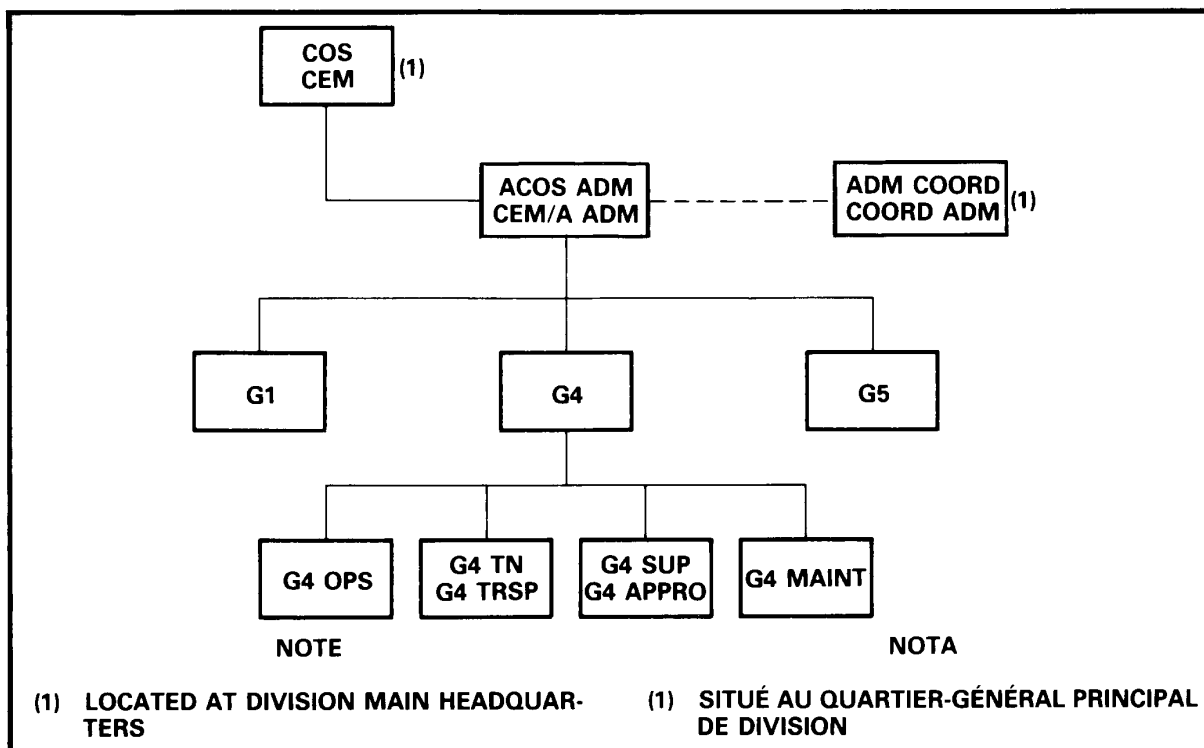 COS
CEM
(1)
ACOS ADM
CEM/A ADM
ADM COORD
COORD ADM
(1)
G1
G4
G5
G4 OPS
G4 TN
G4 TRSP
G4 SUP
G4 APPRO
G4 MAINT
NOTE
NOTA
(1) LOCATED AT DIVISION MAIN HEADQUAR-
TERS
(1) SITUÉ AU QUARTIER-GÉNÉRAL PRINCIPAL
DE DIVISION